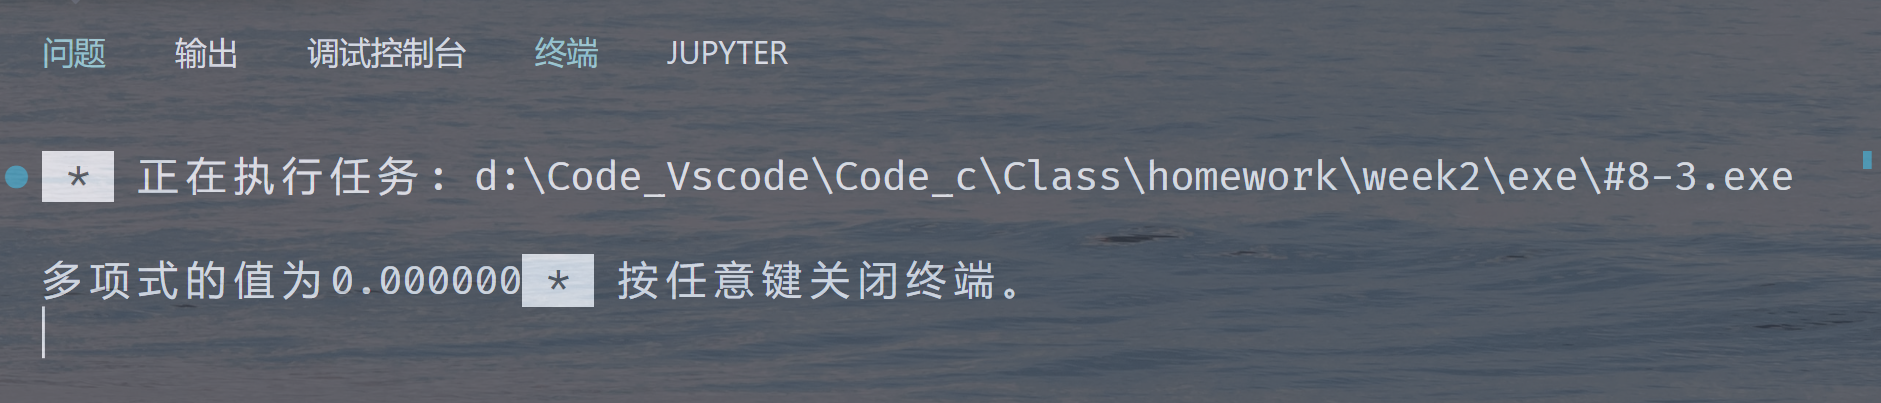 问题 输出 调试控制台 终端 JUPYTER
* 正在执行任务: d:\Code_Vscode\Code_c\Class\homework\week2\exe\#8-3.exe
多项式的值为0.000000 * 按任意键关闭终端。